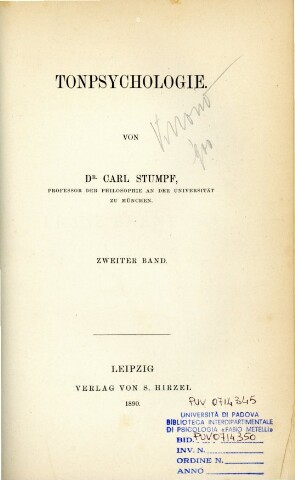 TONPSYCHOLOGIE.
VON
DR. CARL STUMPF,
PROFESSOR DER PHILOSOPHIE AN DER UNIVERSITÄT
ZU MÜNCHEN.
ZWEITER BAND.
LEIPZIG
VERLAG VON S. HIRZEL
1890.
PUV 0714345
UNIVERSITÀ DI PADOVA
BIBLIOTECA INTERDIPARTIMENTALE
DI PSICOLOGIA «FABIO METELLI»
BID. PUV0714350
INV. N.
ORDINE N.
ANNO